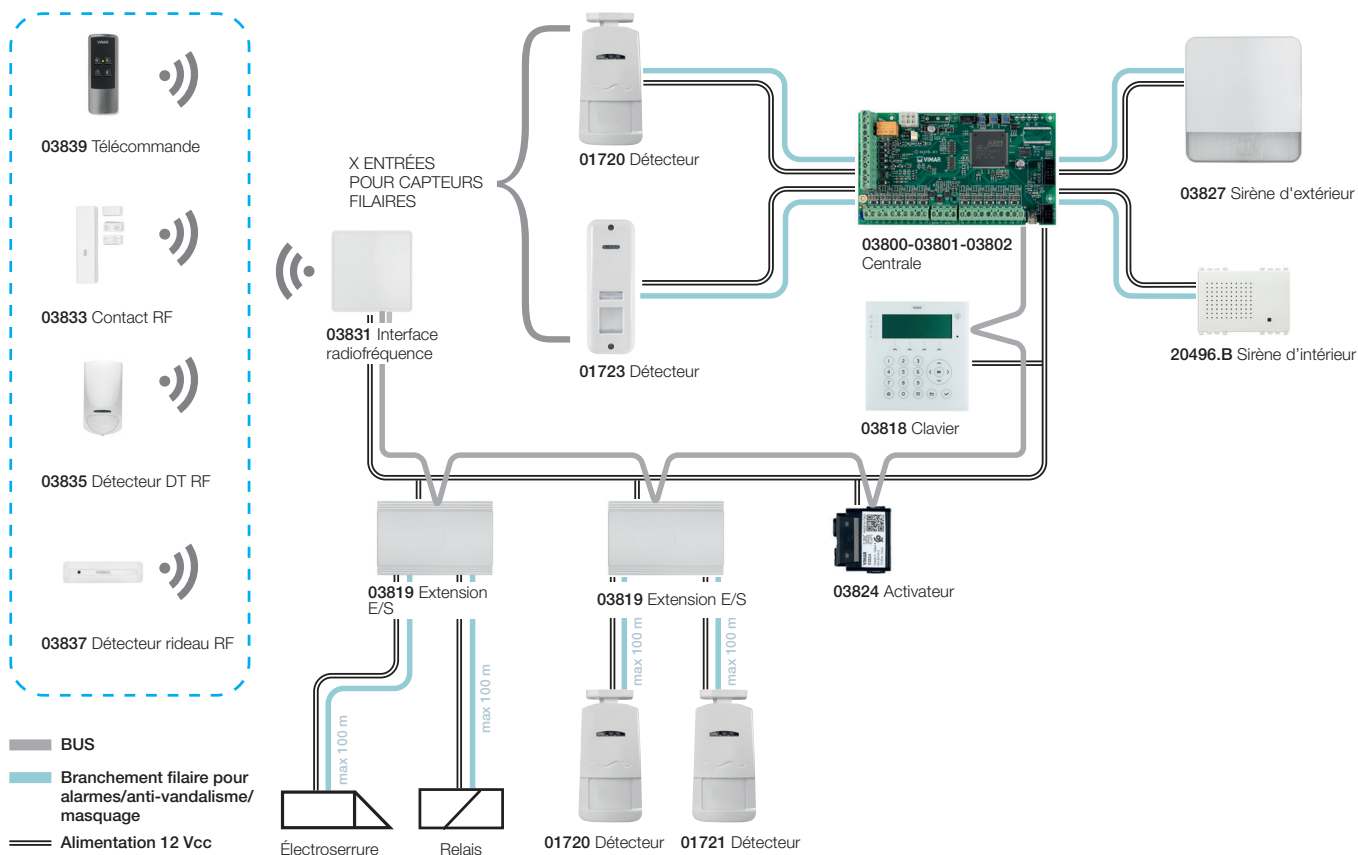 03839 Télécommande
03833 Contact RF
03835 Détecteur DT RF
03837 Détecteur rideau RF
03831 Interface
radiofréquence
X ENTRÉES
POUR CAPTEURS
FILAIRES
01720 Détecteur
01723 Détecteur
VIMAR
ARM
03800-03801-03802
Centrale
03818 Clavier
03827 Sirène d'extérieur
20496.B Sirène d'intérieur
03819 Extension
E/S
03819 Extension E/S
03824 Activateur
max 100 m
max 100 m
max 100 m
max 100 m
Électroserrure
Relais
01720 Détecteur
01721 Détecteur
BUS
Branchement filaire pour
alarmes/anti-vandalisme/
masquage
Alimentation 12 Vcc